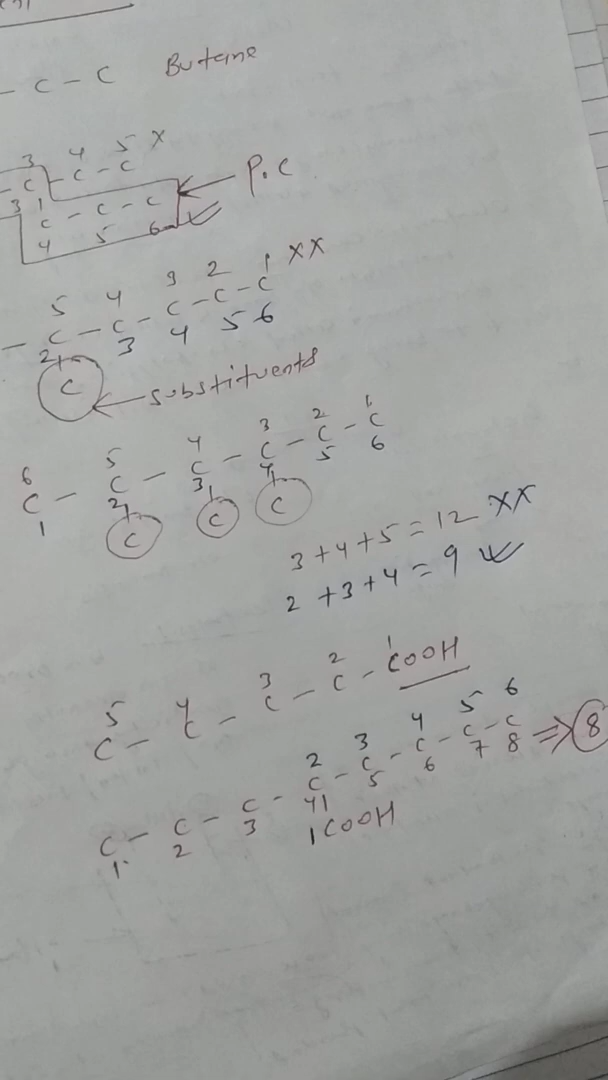 - C - C Butane
3 4 5 X
- C - C - C
3 1
C - C - C ← P.C
4 5 6
5 4 3 2 1 XX
- C - C - C - C - C
2 3 4 5 6
C ← substituents
6 5 4 3 2 1
C - C - C - C - C - C
1 2 3 4 5 6
C C C
3 + 4 + 5 = 12 XX
2 + 3 + 4 = 9
5 4 3 2 1
C - C - C - C - COOH
2 3 4 5 6
C - C - C - C - C - C - C - C ⇒ 8
1 2 3 4 5 6 7 8
1 COOH